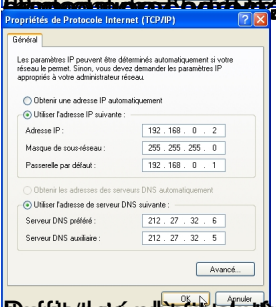 Propriétés de Protocole Internet (TCP/IP)
Général
Les paramètres IP peuvent être déterminés automatiquement si votre
réseau le permet. Sinon, vous devez demander les paramètres IP
appropriés à votre administrateur réseau.
Obtenir une adresse IP automatiquement
Utiliser l'adresse IP suivante :
Adresse IP : 192 . 168 . 0 . 2
Masque de sous-réseau : 255 . 255 . 255 . 0
Passerelle par défaut : 192 . 168 . 0 . 1
Obtenir les adresses des serveurs DNS automatiquement
Utiliser l'adresse de serveur DNS suivante :
Serveur DNS préféré : 212 . 27 . 32 . 6
Serveur DNS auxiliaire : 212 . 27 . 32 . 5
Avancé...
OK Annuler